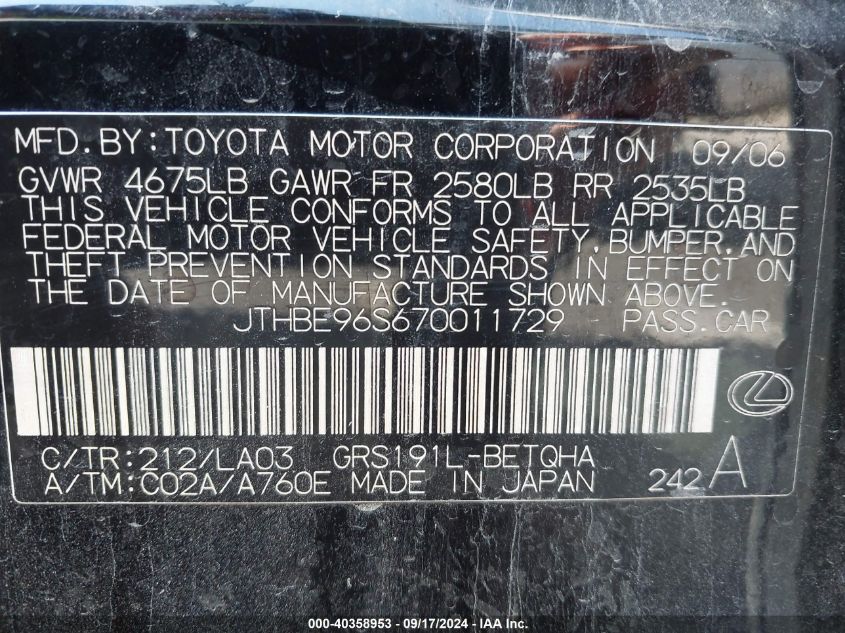 MFD.BY:TOYOTA MOTOR CORPORATION 09/06
GVWR 4675LB GAWR FR 2580LB RR 2535LB
THIS VEHICLE CONFORMS TO ALL APPLICABLE
FEDERAL MOTOR VEHICLE SAFETY,BUMPER,AND
THEFT PREVENTION STANDARDS IN EFFECT ON
THE DATE OF MANUFACTURE SHOWN ABOVE.
JTHBE96S670011729 PASS.CAR
C/TR:212/LA03 GRS191L-BETQHA
A/TM:C02A/A760E MADE IN JAPAN 242A
000-40358953 - 09/17/2024 - IAA Inc.